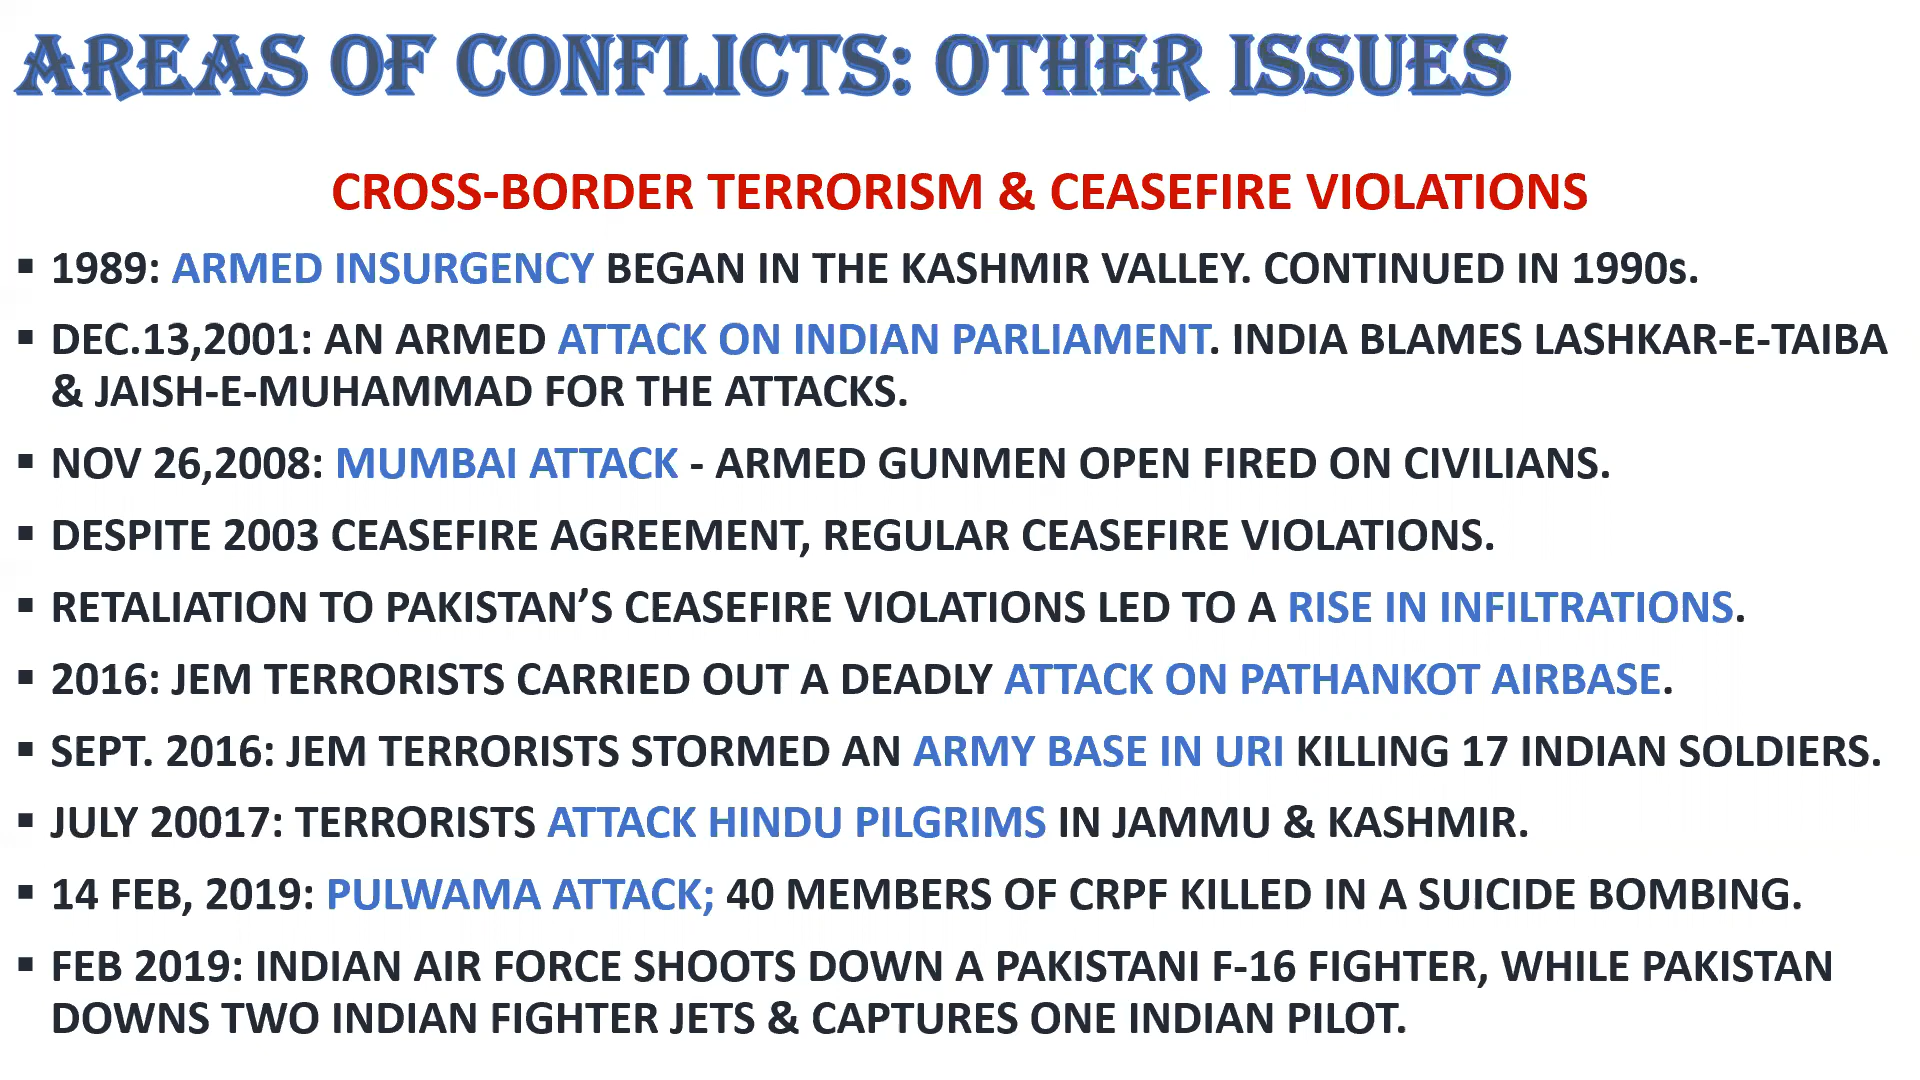 AREAS OF CONFLICTS: OTHER ISSUES
CROSS-BORDER TERRORISM & CEASEFIRE VIOLATIONS
▪ 1989: ARMED INSURGENCY BEGAN IN THE KASHMIR VALLEY. CONTINUED IN 1990s.
▪ DEC.13,2001: AN ARMED ATTACK ON INDIAN PARLIAMENT. INDIA BLAMES LASHKAR-E-TAIBA
& JAISH-E-MUHAMMAD FOR THE ATTACKS.
▪ NOV 26,2008: MUMBAI ATTACK - ARMED GUNMEN OPEN FIRED ON CIVILIANS.
▪ DESPITE 2003 CEASEFIRE AGREEMENT, REGULAR CEASEFIRE VIOLATIONS.
▪ RETALIATION TO PAKISTAN’S CEASEFIRE VIOLATIONS LED TO A RISE IN INFILTRATIONS.
▪ 2016: JEM TERRORISTS CARRIED OUT A DEADLY ATTACK ON PATHANKOT AIRBASE.
▪ SEPT. 2016: JEM TERRORISTS STORMED AN ARMY BASE IN URI KILLING 17 INDIAN SOLDIERS.
▪ JULY 20017: TERRORISTS ATTACK HINDU PILGRIMS IN JAMMU & KASHMIR.
▪ 14 FEB, 2019: PULWAMA ATTACK; 40 MEMBERS OF CRPF KILLED IN A SUICIDE BOMBING.
▪ FEB 2019: INDIAN AIR FORCE SHOOTS DOWN A PAKISTANI F-16 FIGHTER, WHILE PAKISTAN
DOWNS TWO INDIAN FIGHTER JETS & CAPTURES ONE INDIAN PILOT.